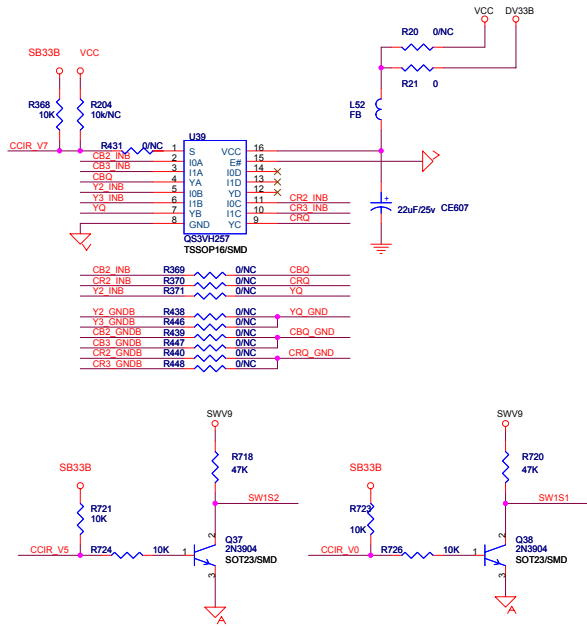 VCC DV33B
R20 0/NC
R21 0
SB33B VCC
R368 10K
R204 10k/NC
L52 FB
CCIR_V7 R431 0/NC
U39
1 S VCC 16
CB2_INB 2 I0A E# 15
CB3_INB 3 I1A I0D 14
CBQ 4 YA I1D 13
Y2_INB 5 I0B YD 12
Y3_INB 6 I1B I0C 11 CR2_INB
YQ 7 YB I1C 10 CR3_INB
8 GND YC 9 CRQ
QS3VH257
TSSOP16/SMD
+
22uF/25v CE607
CB2_INB R369 0/NC CBQ
CR2_INB R370 0/NC CRQ
Y2_INB R371 0/NC YQ
Y2_GNDB R438 0/NC YQ_GND
Y3_GNDB R446 0/NC
CB2_GNDB R439 0/NC CBQ_GND
CB3_GNDB R447 0/NC
CR2_GNDB R440 0/NC CRQ_GND
CR3_GNDB R448 0/NC
SWV9
R718
47K
SB33B
SW1S2
R721
10K
CCIR_V5 R724 10K 1
2
Q37
2N3904
SOT23/SMD
3
A
SWV9
R720
47K
SB33B
SW1S1
R723
10K
CCIR_V0 R726 10K 1
2
Q38
2N3904
SOT23/SMD
3
A